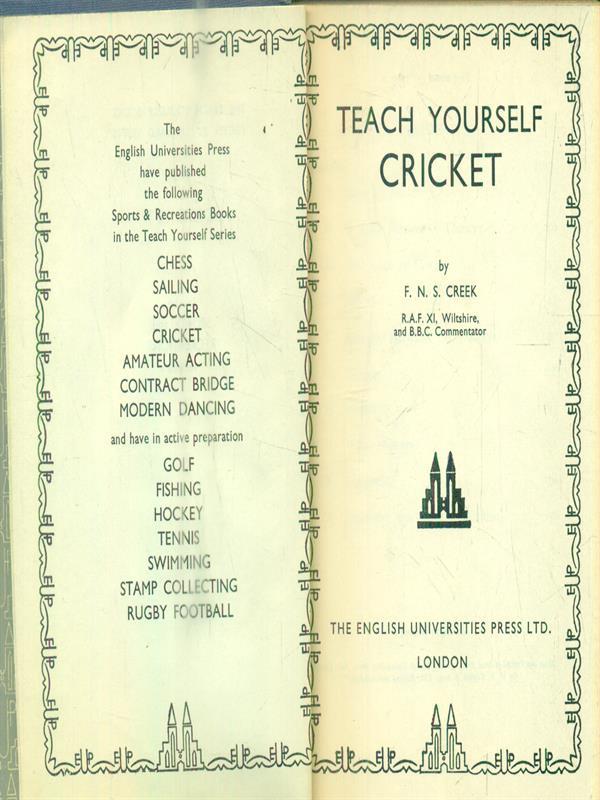 The
English Universities Press
have published
the following
Sports & Recreations Books
in the Teach Yourself Series
CHESS
SAILING
SOCCER
CRICKET
AMATEUR ACTING
CONTRACT BRIDGE
MODERN DANCING
and have in active preparation
GOLF
FISHING
HOCKEY
TENNIS
SWIMMING
STAMP COLLECTING
RUGBY FOOTBALL
TEACH YOURSELF
CRICKET
by
F. N. S. CREEK
R.A.F. XI, Wiltshire,
and B.B.C. Commentator
THE ENGLISH UNIVERSITIES PRESS LTD.
LONDON